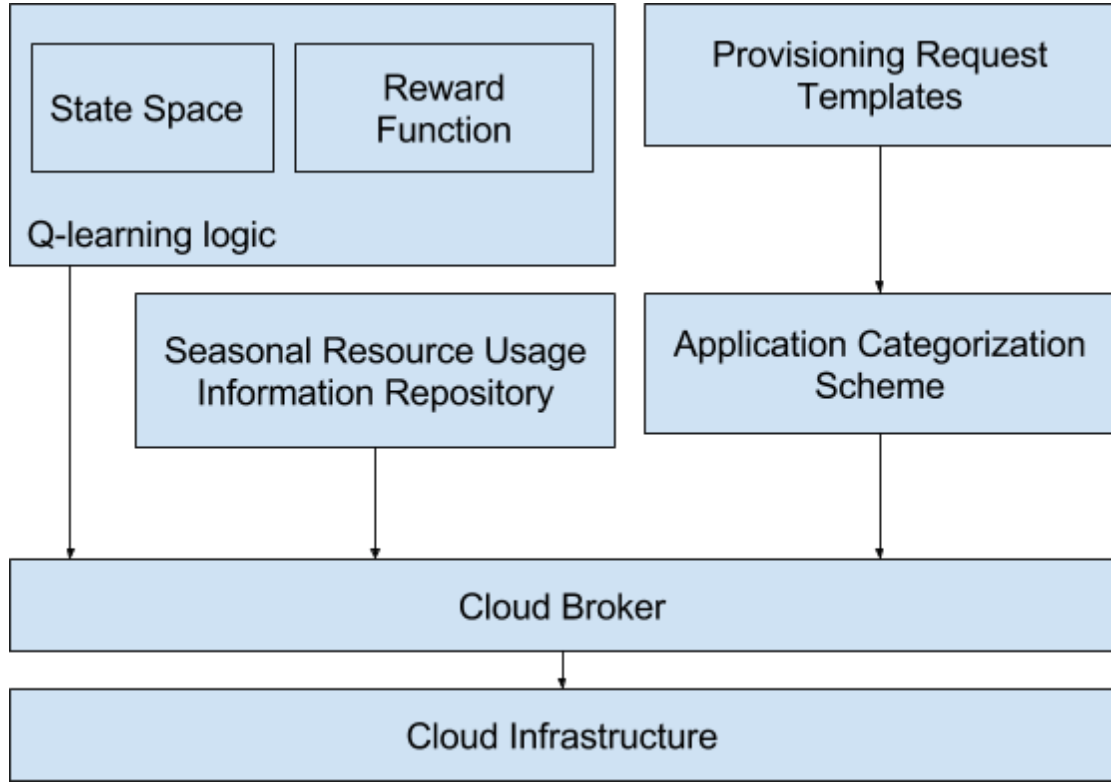 State Space
Reward
Function
Q-learning logic
Provisioning Request
Templates
Seasonal Resource Usage
Information Repository
Application Categorization
Scheme
Cloud Broker
Cloud Infrastructure